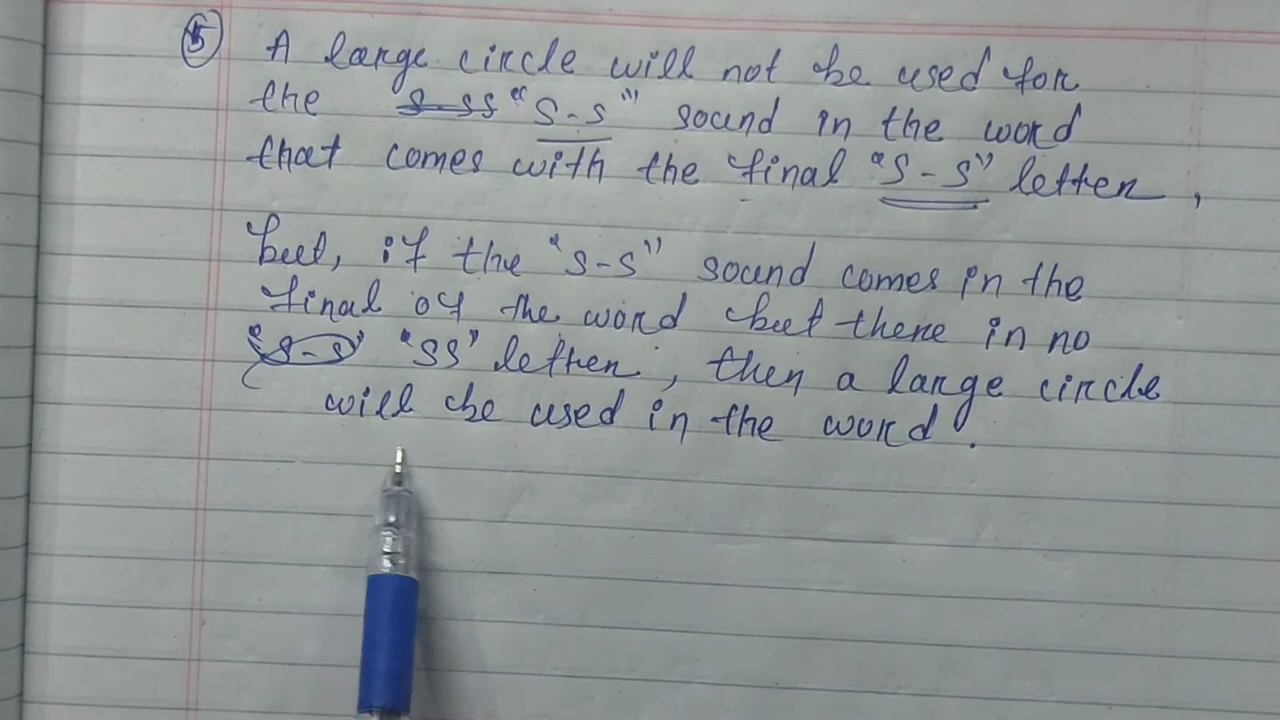 5 A large circle will not be used for
the s-ss "S-s" sound in the word
that comes with the final "S-s" letter,
but, if the "s-s" sound comes in the
final of the word but there in no
"s-s" "ss" letter, then a large circle
will be used in the word.